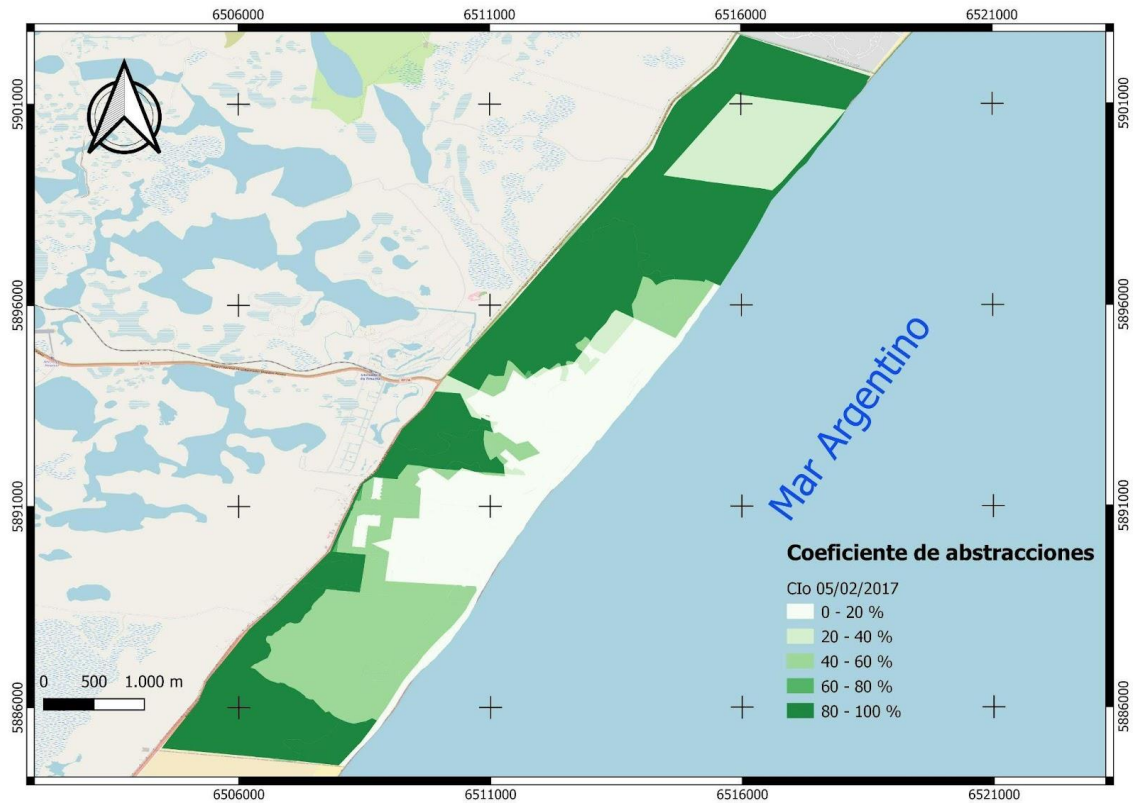 6506000 6511000 6516000 6521000
5901000 5901000
5896000 5896000
Mar Argentino
5891000 5891000
Coeficiente de abstracciones
CIo 05/02/2017
0 - 20 %
20 - 40 %
40 - 60 %
60 - 80 %
80 - 100 %
0 500 1.000 m
5886000 5886000
6506000 6511000 6516000 6521000